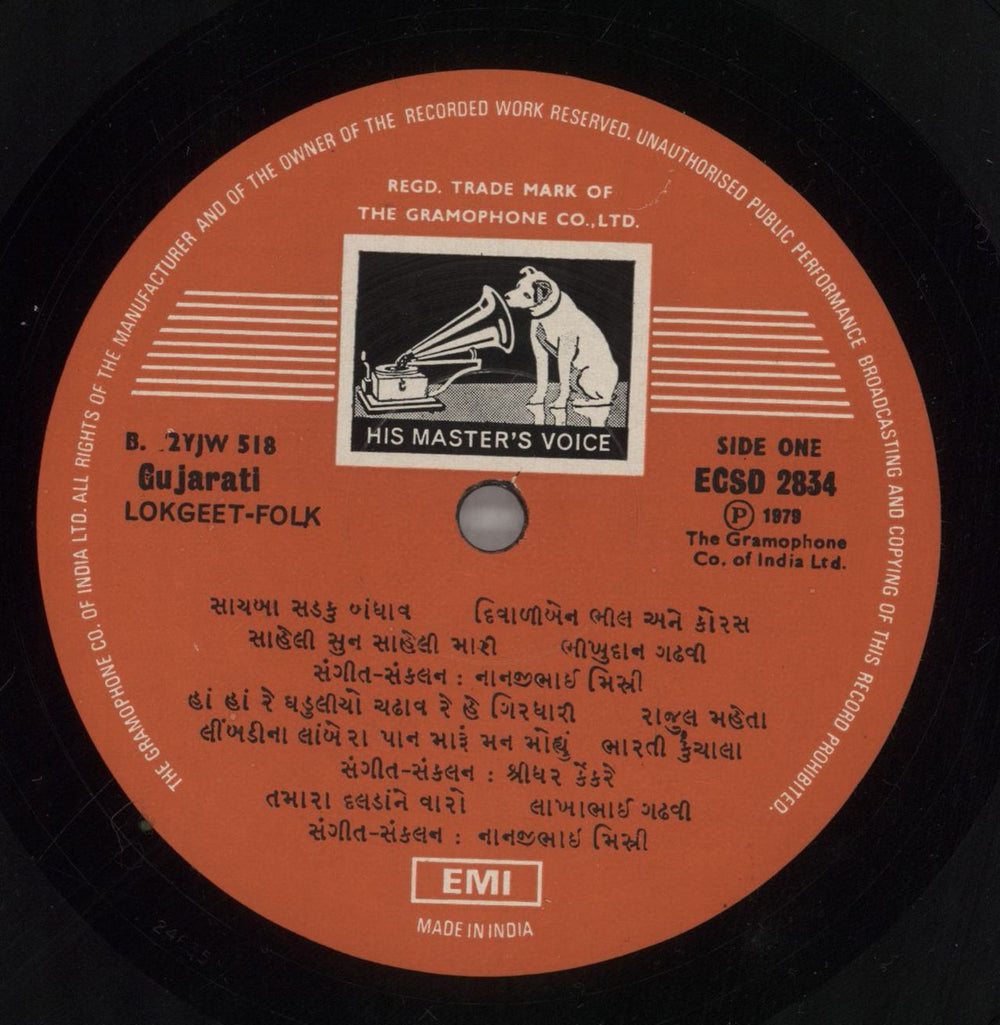 THE GRAMOPHONE CO. OF INDIA LTD. ALL RIGHTS OF THE MANUFACTURER AND OF THE OWNER OF THE RECORDED WORK RESERVED. UNAUTHORISED PUBLIC PERFORMANCE BROADCASTING AND COPYING OF THIS RECORD PROHIBITED.
REGD. TRADE MARK OF
THE GRAMOPHONE CO., LTD.
HIS MASTER'S VOICE
B. 2YJW 518
Gujarati
LOKGEET-FOLK
SIDE ONE
ECSD 2834
Ⓟ 1979
The Gramophone
Co. of India Ltd.
સાયબા સડકુ બંધાવ દિવાળીબેન ભીલ અને કોરસ
સાહેલી સુન સાહેલી મારી ભીખુદાન ગઢવી
સંગીત-સંકલન : નાનજીભાઈ મિસ્ત્રી
હાં હાં રે ઘડુલીયો ચઢાવ રે હે ગિરધારી રાજુલ મહેતા
લીંબડીના લાંબેરા પાન મારૂં મન મોહ્યું ભારતી કુંચાલા
સંગીત-સંકલન : શ્રીધર કેંકરે
તમારા દલડાંને વારો લાખાભાઈ ગઢવી
સંગીત-સંકલન : નાનજીભાઈ મિસ્ત્રી
EMI
MADE IN INDIA